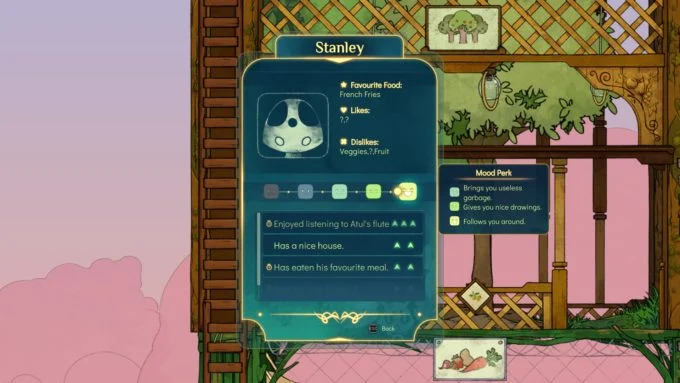 Stanley
Favourite Food:
French Fries
Likes:
?,?
Dislikes:
Veggies,?,Fruit
Mood Perk
Brings you useless
garbage.
Gives you nice drawings.
Follows you around.
Enjoyed listening to Atul's flute
Has a nice house.
Has eaten his favourite meal.
Back